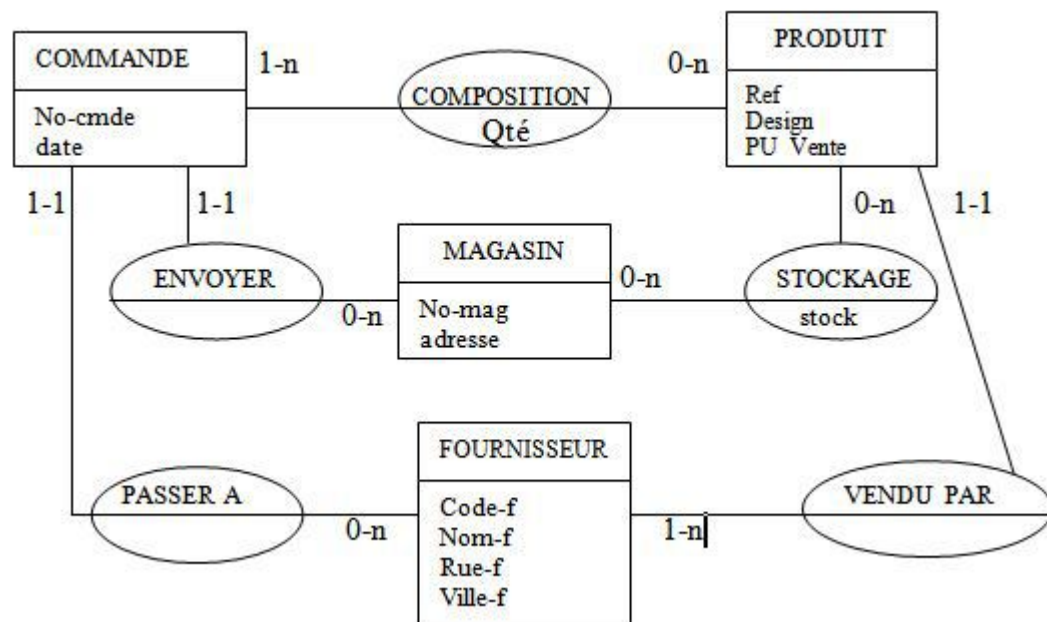 COMMANDE
No-cmde
date
1-n
COMPOSITION
Qté
0-n
PRODUIT
Ref
Design
PU Vente
1-1
1-1
0-n
1-1
ENVOYER
0-n
MAGASIN
No-mag
adresse
0-n
STOCKAGE
stock
PASSER A
0-n
FOURNISSEUR
Code-f
Nom-f
Rue-f
Ville-f
1-n
VENDU PAR